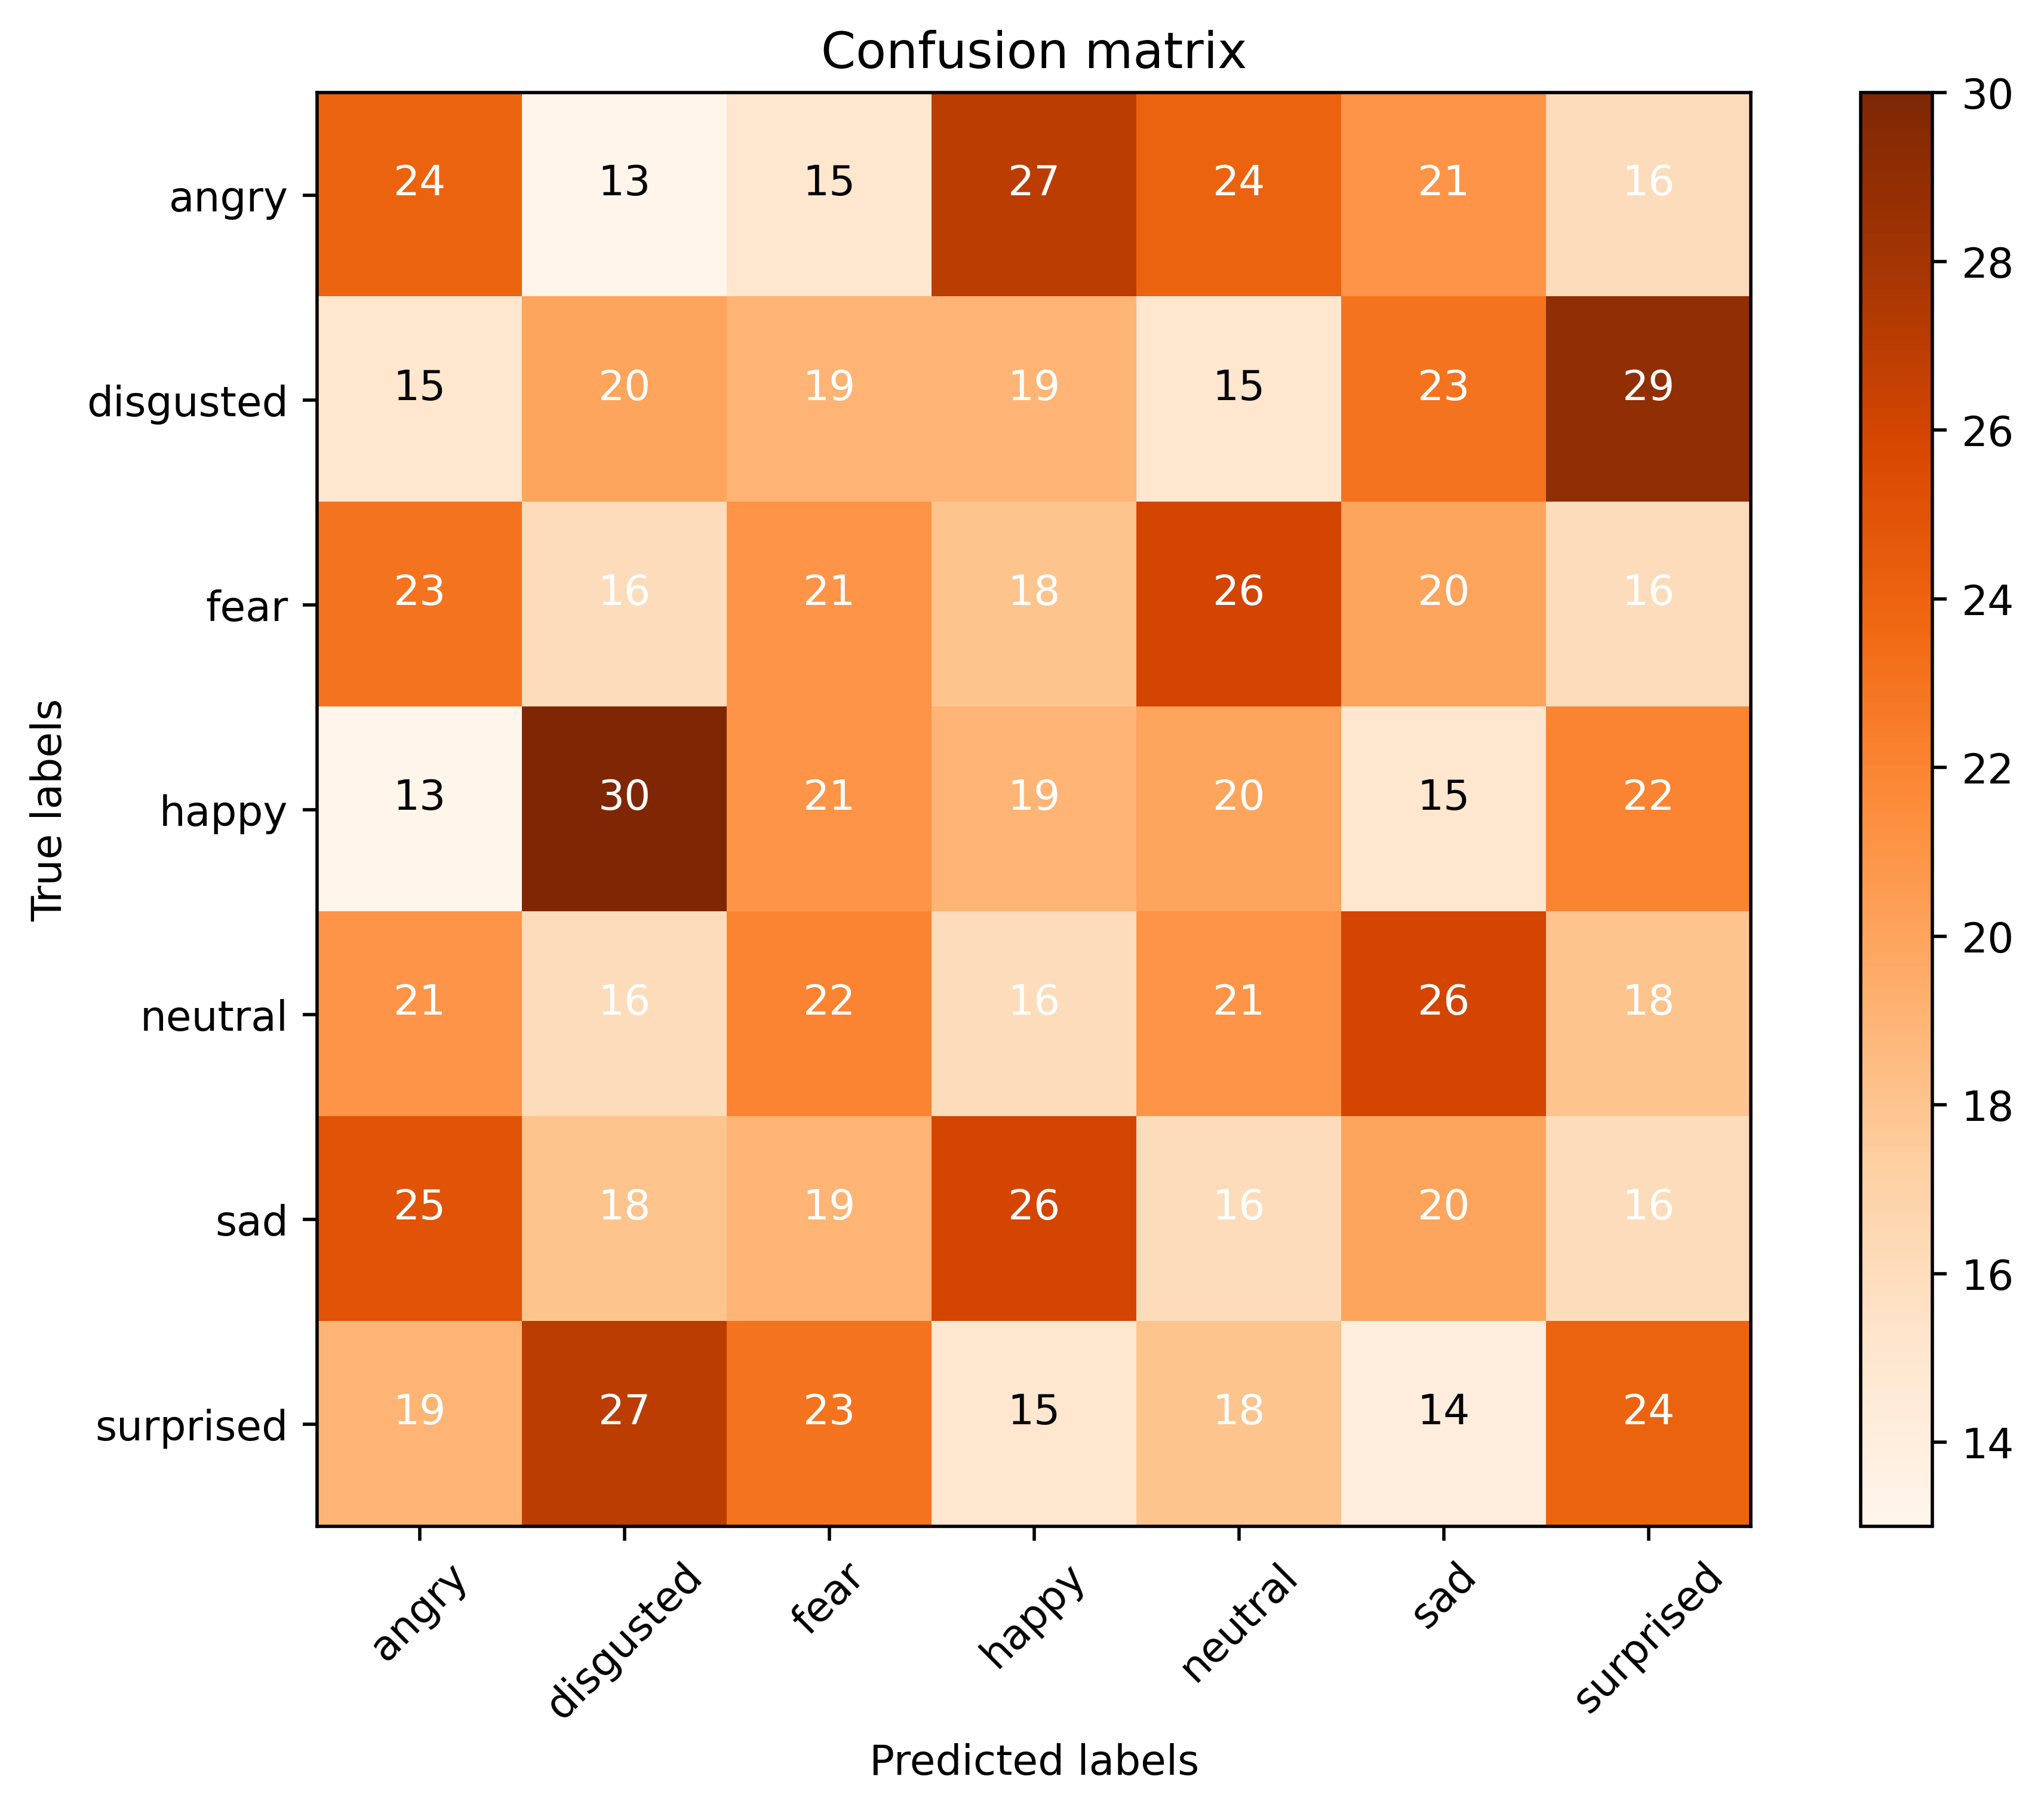 Confusion matrix
angry 24 13 15 27 24 21 16
disgusted 15 20 19 19 15 23 29
fear 23 16 21 18 26 20 16
happy 13 30 21 19 20 15 22
neutral 21 16 22 16 21 26 18
sad 25 18 19 26 16 20 16
surprised 19 27 23 15 18 14 24
True labels
angry disgusted fear happy neutral sad surprised
Predicted labels
30
28
26
24
22
20
18
16
14